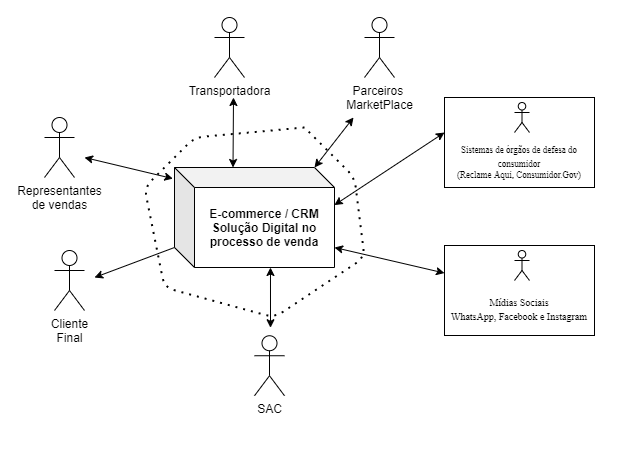 Transportadora
Parceiros
MarketPlace
Sistemas de òrgãos de defesa do
consumidor
(Reclame Aqui, Consumidor.Gov)
Representantes
de vendas
E-commerce / CRM
Solução Digital no
processo de venda
Mídias Sociais
WhatsApp, Facebook e Instagram
Cliente
Final
SAC